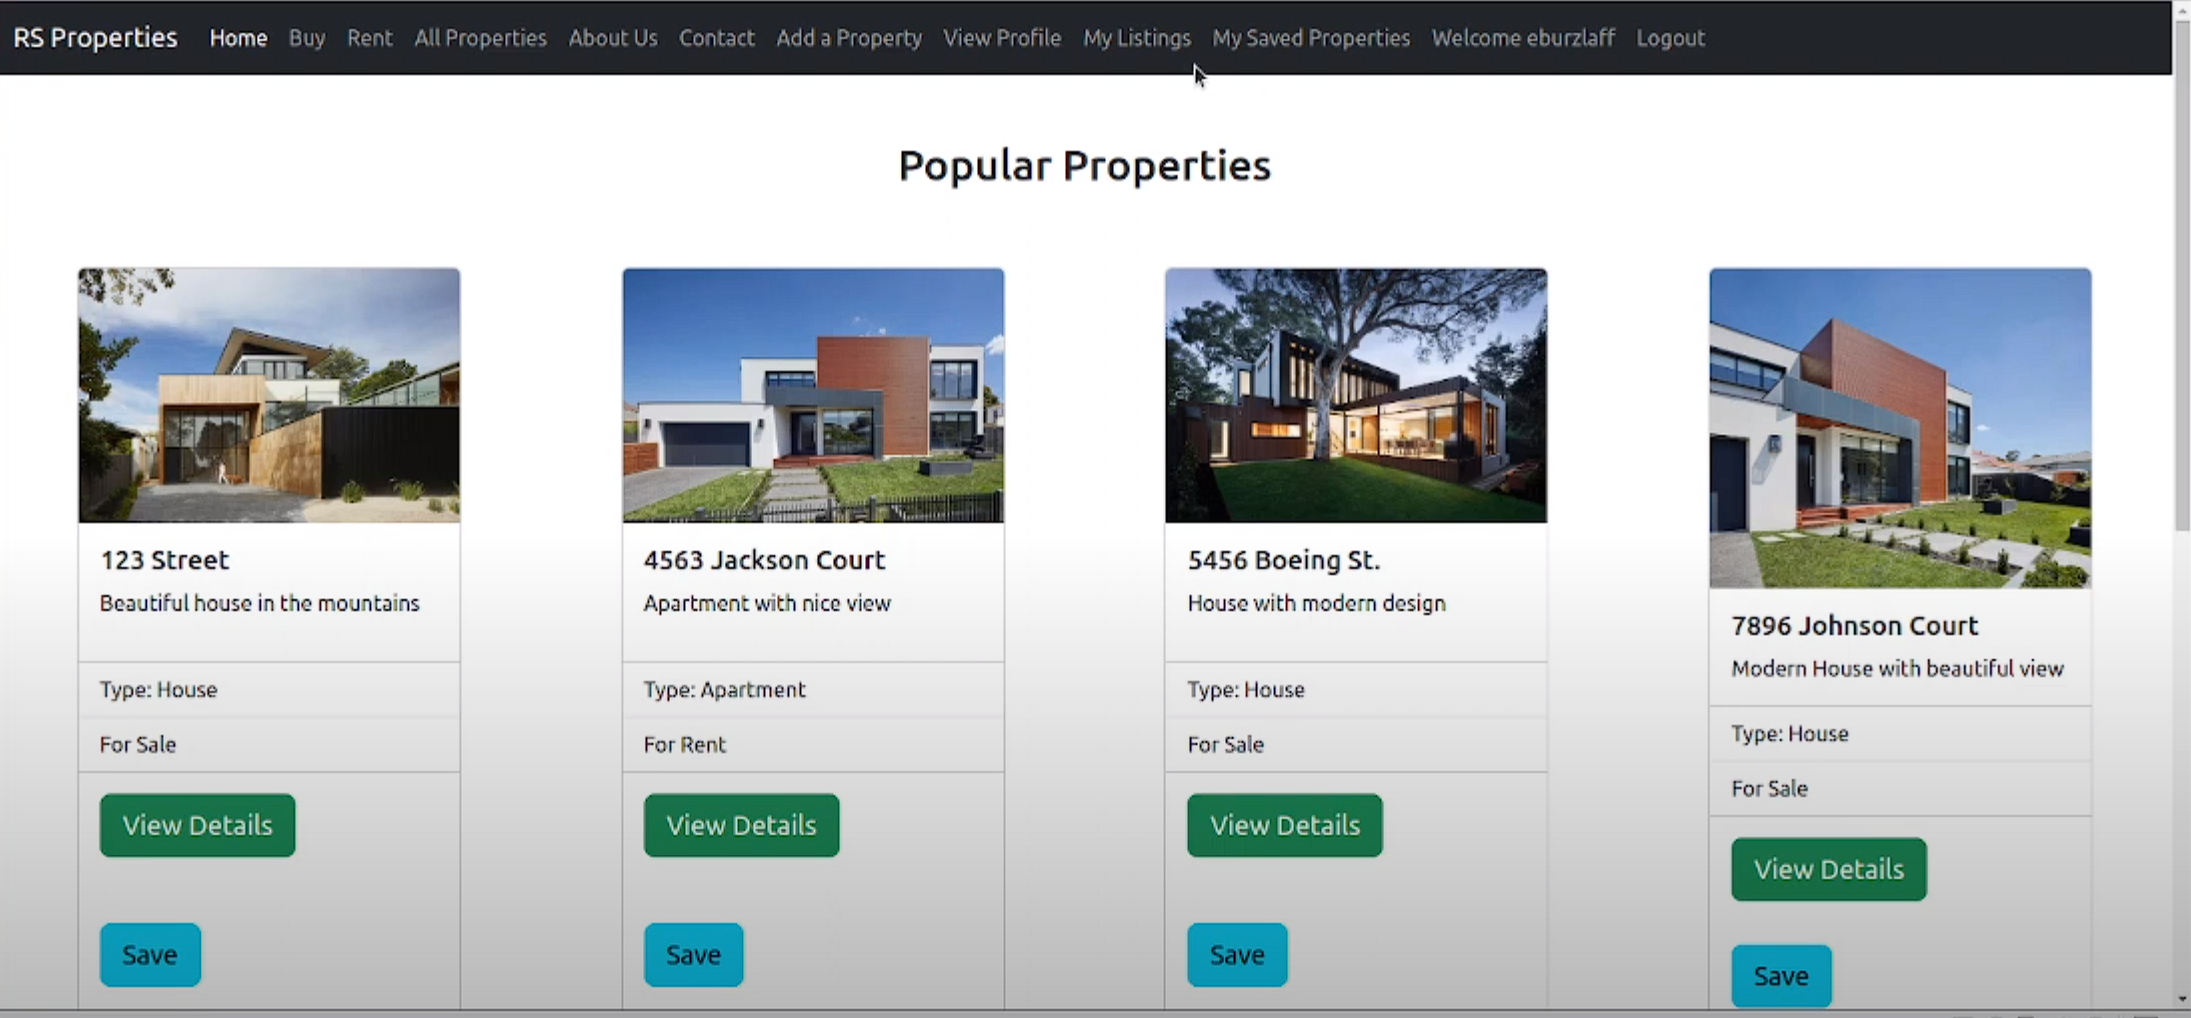 RS Properties Home Buy Rent All Properties About Us Contact Add a Property View Profile My Listings My Saved Properties Welcome eburzlaff Logout
Popular Properties
123 Street
Beautiful house in the mountains
Type: House
For Sale
View Details
Save
4563 Jackson Court
Apartment with nice view
Type: Apartment
For Rent
View Details
Save
5456 Boeing St.
House with modern design
Type: House
For Sale
View Details
Save
7896 Johnson Court
Modern House with beautiful view
Type: House
For Sale
View Details
Save